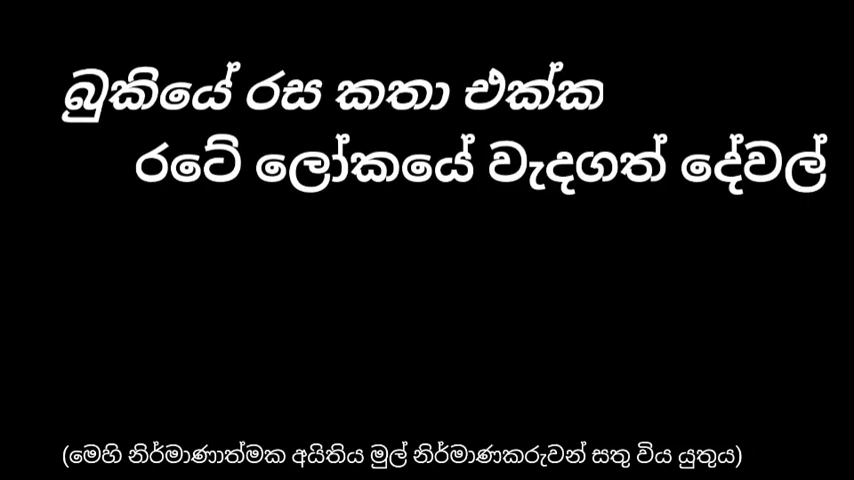 බුකියේ රස කතා එක්ක
රටේ ලෝකයේ වැදගත් දේවල්
(මෙහි නිර්මාණාත්මක අයිතිය මුල් නිර්මාණකරුවන් සතු විය යුතුය)